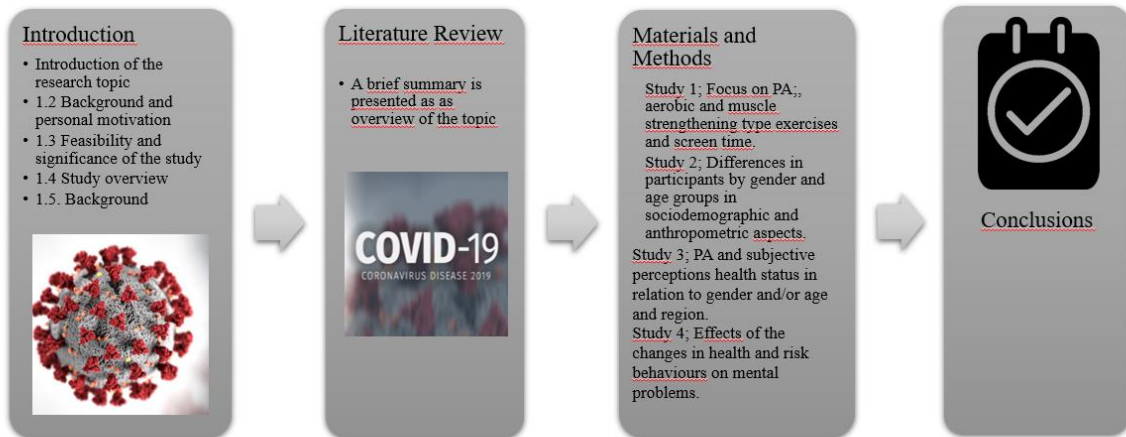 Introduction
• Introduction of the
research topic
• 1.2 Background and
personal motivation
• 1.3 Feasibility and
significance of the study
• 1.4 Study overview
• 1.5. Background
Literature Review
• A brief summary is
presented as as
overview of the topic
COVID-19
CORONAVIRUS DISEASE 2019
Materials and
Methods
Study 1; Focus on PA;,
aerobic and muscle
strengthening type exercises
and screen time.
Study 2; Differences in
participants by gender and
age groups in
sociodemographic and
anthropometric aspects.
Study 3; PA and subjective
perceptions health status in
relation to gender and/or age
and region.
Study 4; Effects of the
changes in health and risk
behaviours on mental
problems.
Conclusions